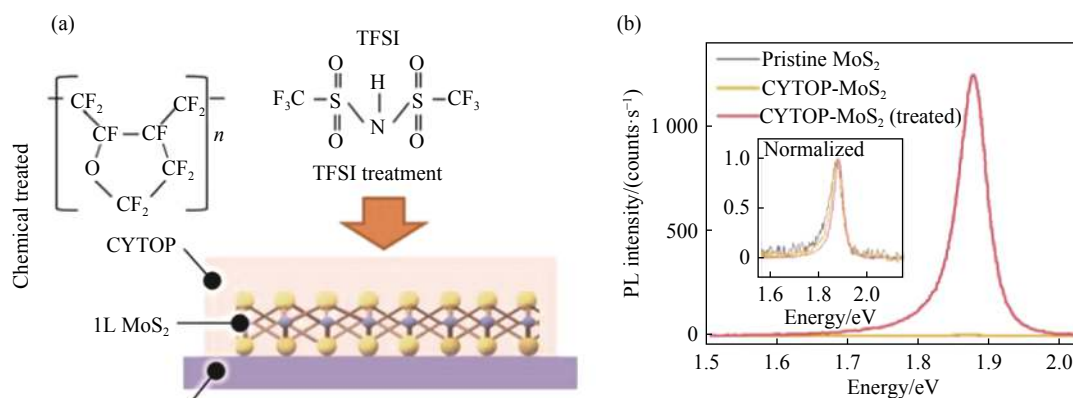 (a)
TFSI
O
H
O
F₃C
S
S
CF₃
N
O
O
TFSI treatment
CF₂
CF₂
CF
CF
O
CF₂
CF₂
n
Chemical treated
CYTOP
1L MoS₂
(b)
Pristine MoS₂
CYTOP-MoS₂
CYTOP-MoS₂ (treated)
Normalized
1.0
0.5
0
1.6
1.8
2.0
Energy/eV
PL intensity/(counts·s⁻¹)
1 000
500
0
1.5
1.6
1.7
1.8
1.9
2.0
Energy/eV